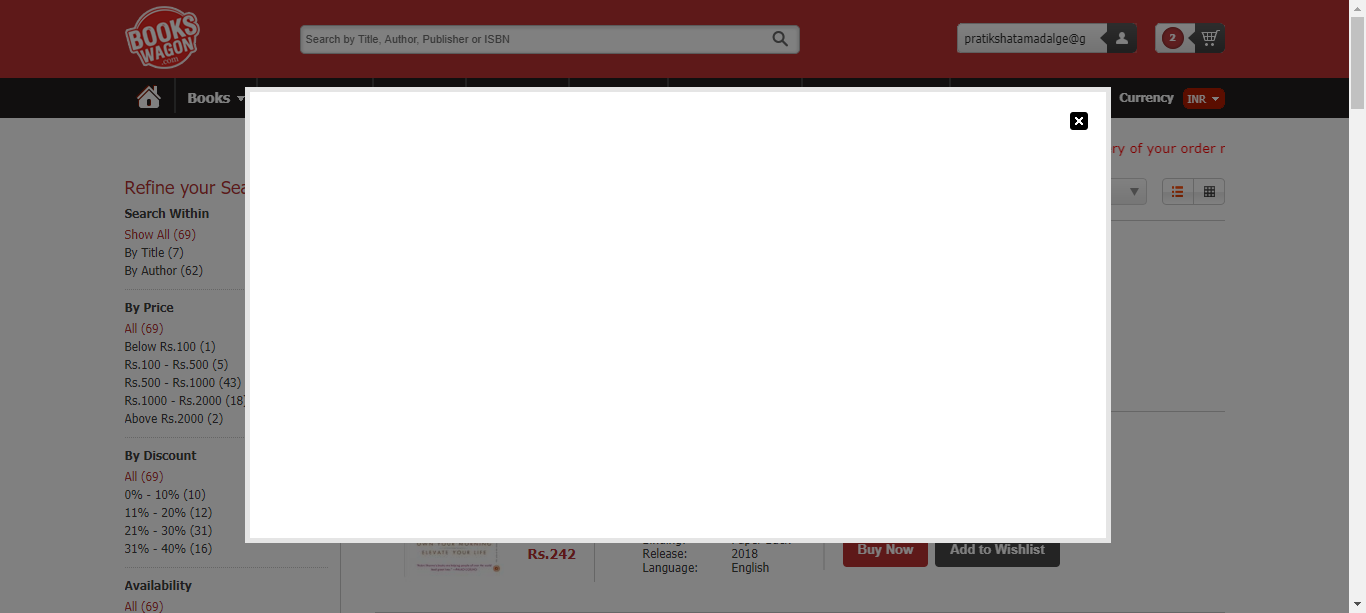 BOOKS
WAGON
.com
Search by Title, Author, Publisher or ISBN
pratikshatamadalge@g
2
Books
Currency
INR
ry of your order r
Refine your Sea
Search Within
Show All (69)
By Title (7)
By Author (62)
By Price
All (69)
Below Rs.100 (1)
Rs.100 - Rs.500 (5)
Rs.500 - Rs.1000 (43)
Rs.1000 - Rs.2000 (18)
Above Rs.2000 (2)
By Discount
All (69)
0% - 10% (10)
11% - 20% (12)
21% - 30% (31)
31% - 40% (16)
Availability
All (69)
ELEVATE YOUR LIFE
Rs.242
Release: 2018
Language: English
Buy Now
Add to Wishlist